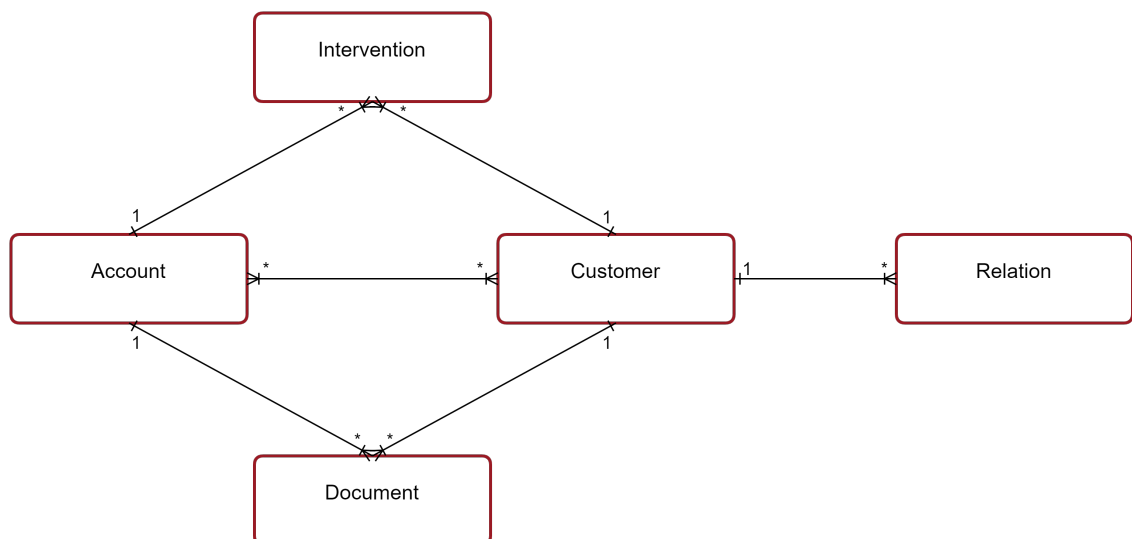 Intervention
* *
1 1
Account * * Customer 1 * Relation
1 1
* *
Document